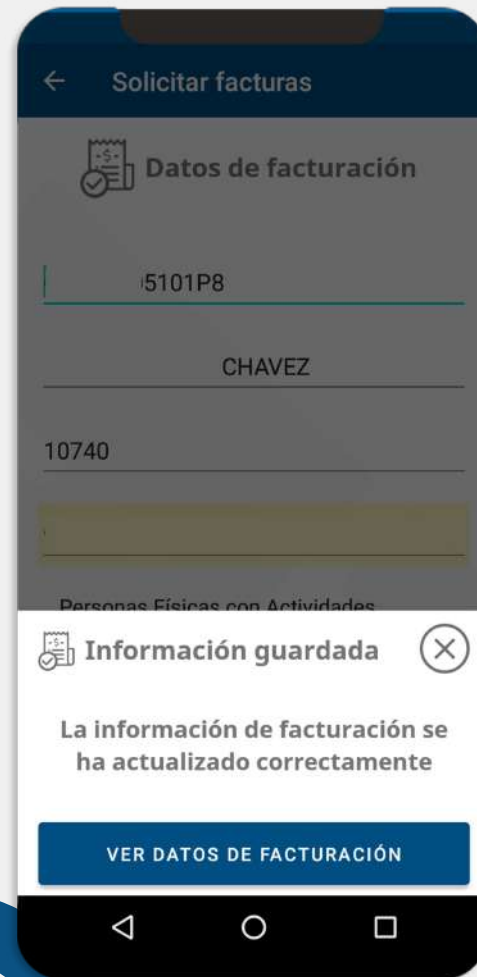 Solicitar facturas
Datos de facturación
5101P8
CHAVEZ
10740
Personas Físicas con Actividades
Información guardada
La información de facturación se
ha actualizado correctamente
VER DATOS DE FACTURACIÓN